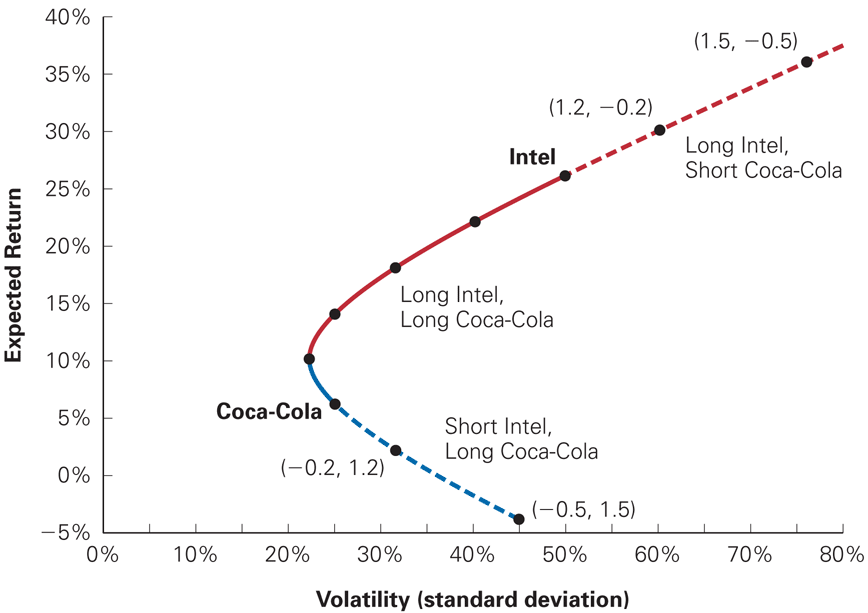 40%
(1.5, −0.5)
35%
(1.2, −0.2)
30%
Long Intel,
Short Coca-Cola
Intel
25%
20%
Long Intel,
Long Coca-Cola
15%
10%
Coca-Cola
5%
Short Intel,
Long Coca-Cola
(−0.2, 1.2)
0%
(−0.5, 1.5)
−5%
0% 10% 20% 30% 40% 50% 60% 70% 80%
Expected Return
Volatility (standard deviation)